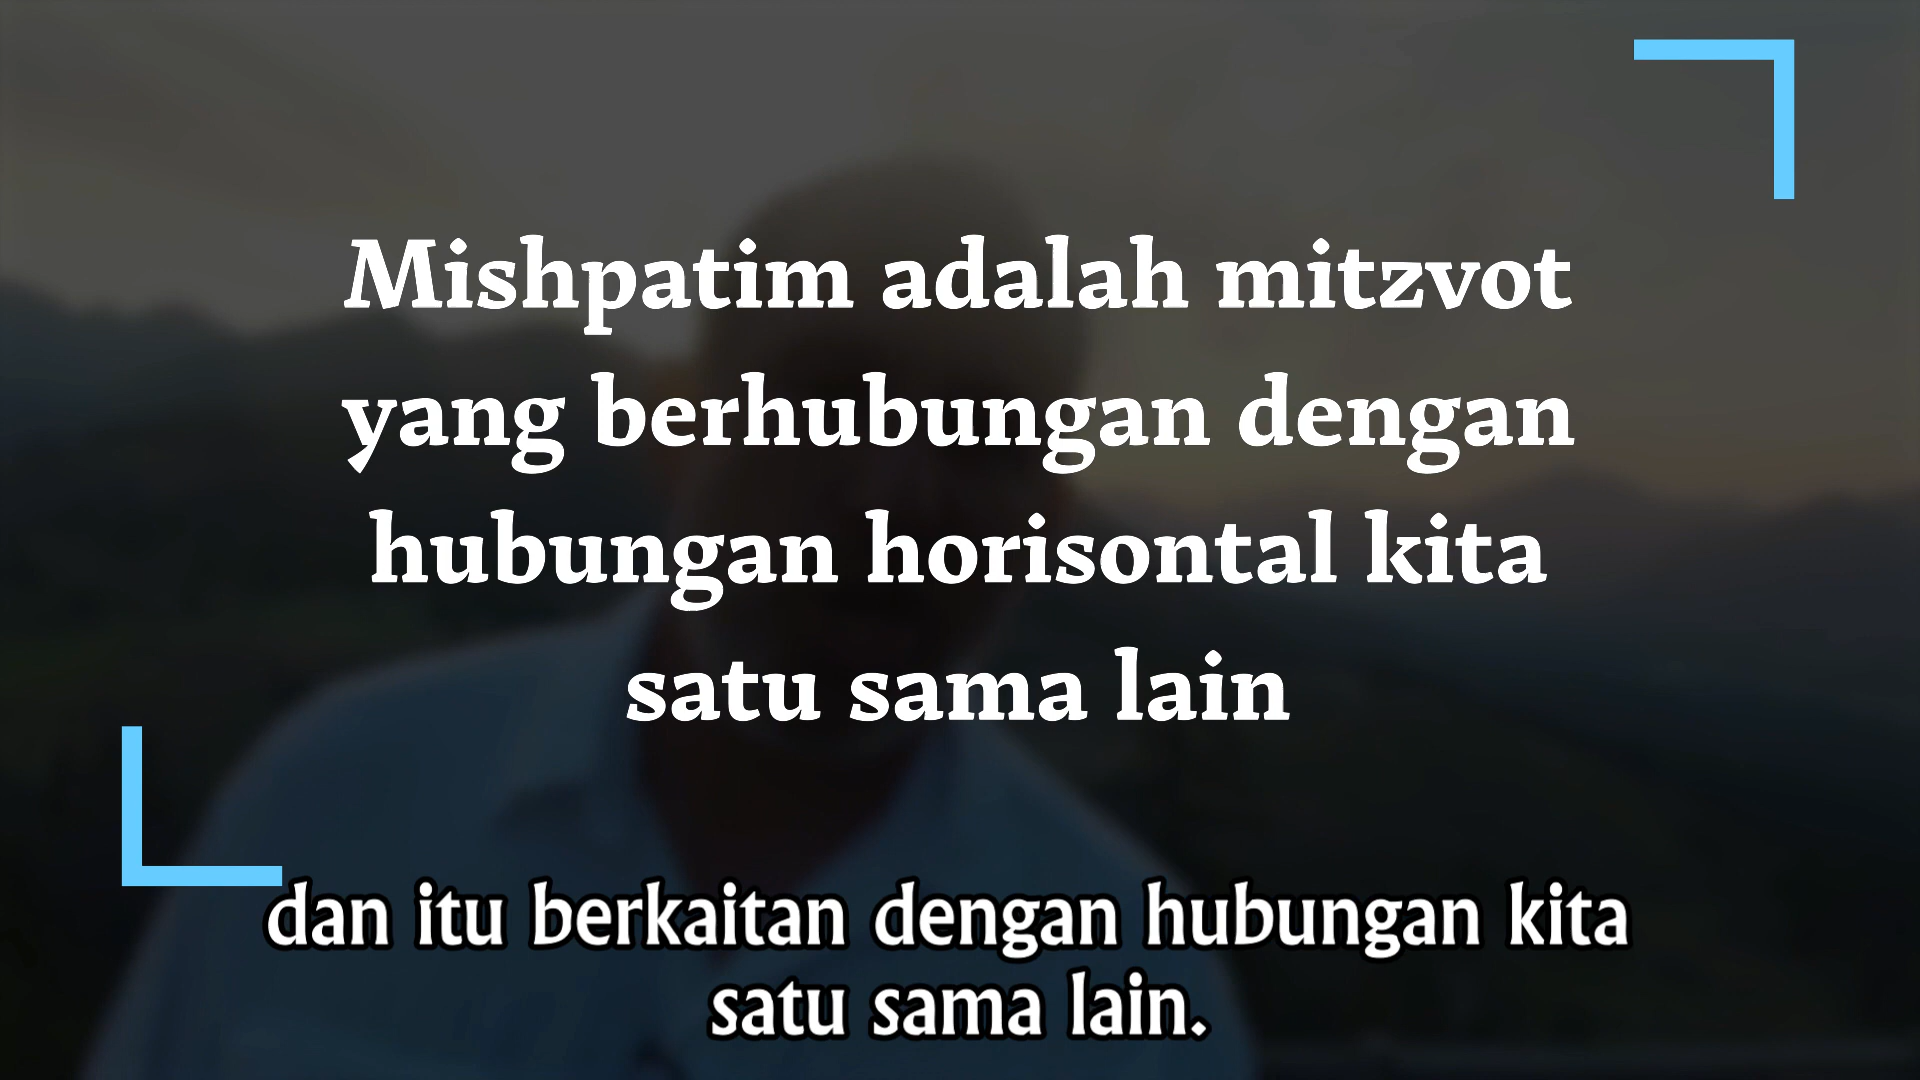 Mishpatim adalah mitzvot
yang berhubungan dengan
hubungan horisontal kita
satu sama lain
dan itu berkaitan dengan hubungan kita
satu sama lain.